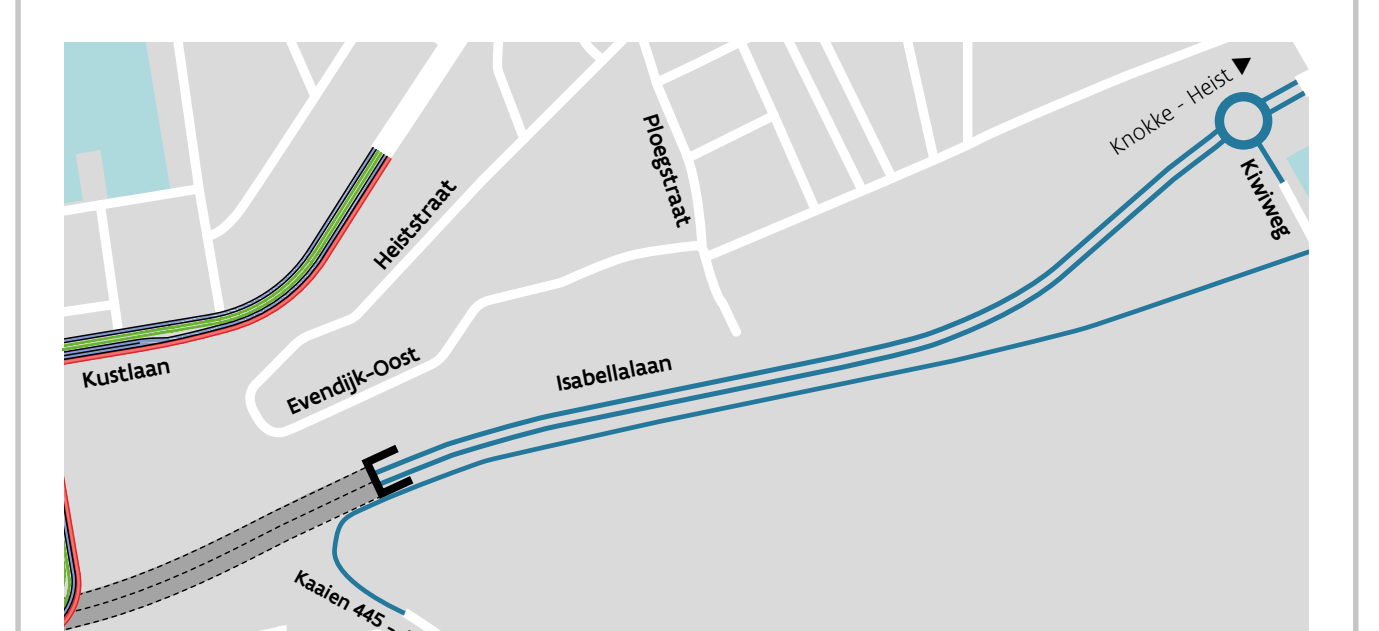 Knokke - Heist
Ploegstraat
Kiwiweg
Heiststraat
Kustlaan
Evendijk-Oost
Isabellalaan
Kaaien 445 -